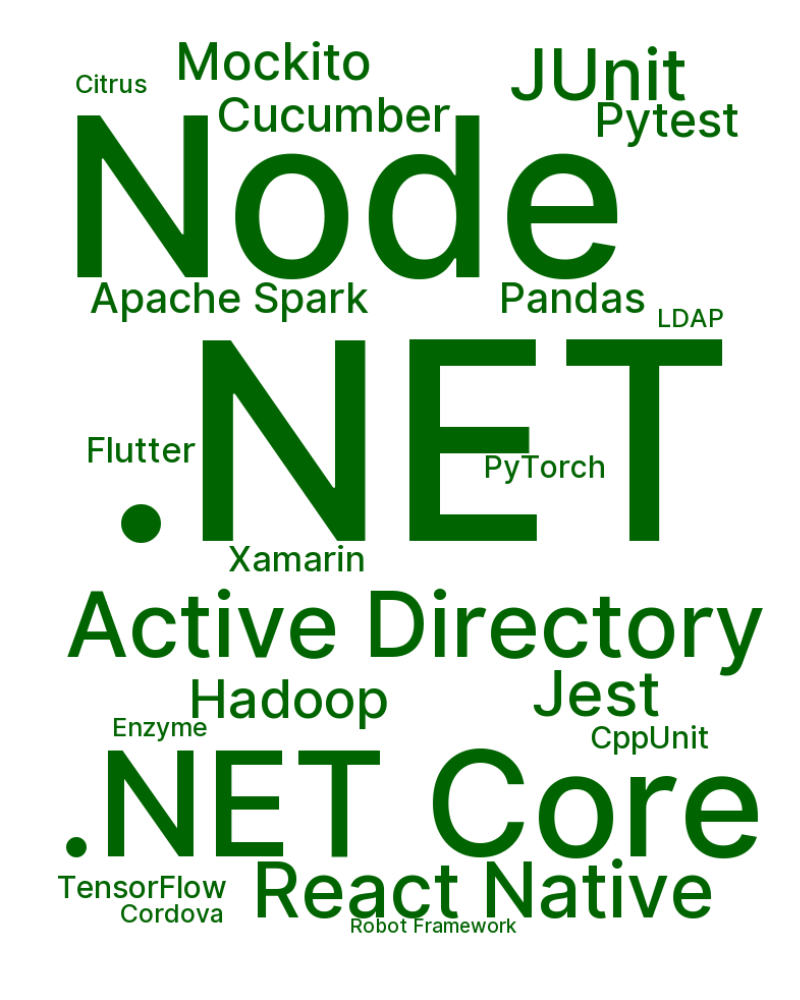 Mockito
JUnit
Citrus
Cucumber
Pytest
Node
Apache Spark
Pandas
LDAP
.NET
Flutter
PyTorch
Xamarin
Active Directory
Hadoop
Jest
Enzyme
CppUnit
.NET Core
TensorFlow
React Native
Cordova
Robot Framework